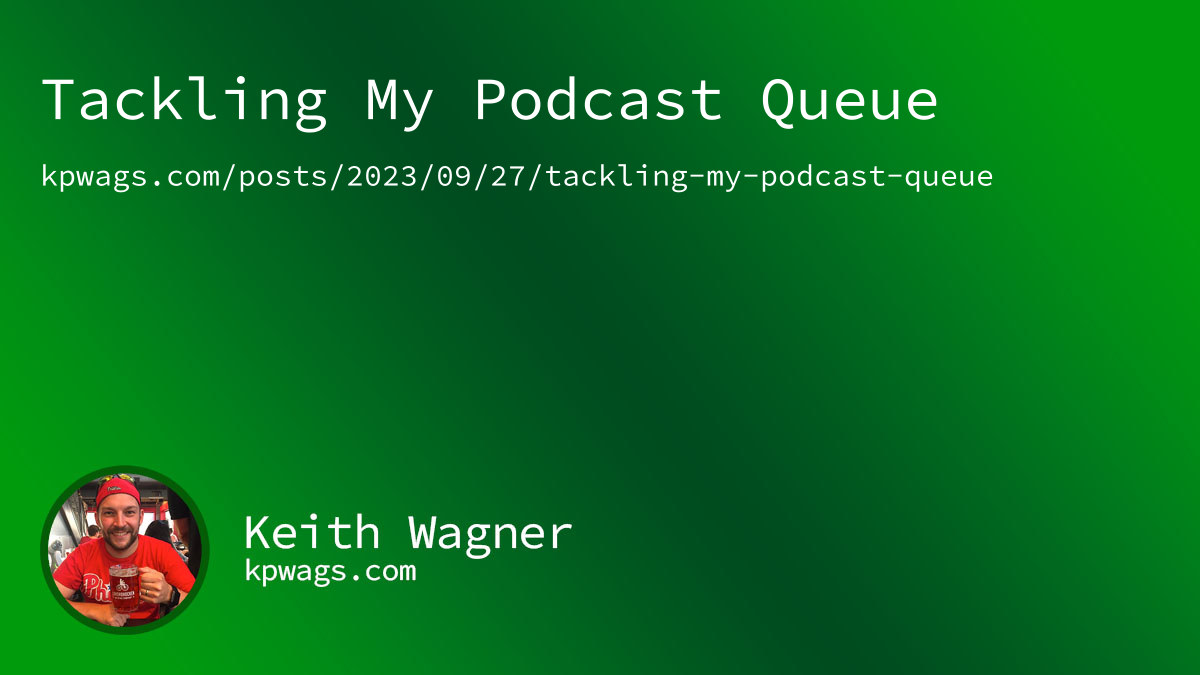 Tackling My Podcast Queue
kpwags.com/posts/2023/09/27/tackling-my-podcast-queue
Keith Wagner
kpwags.com